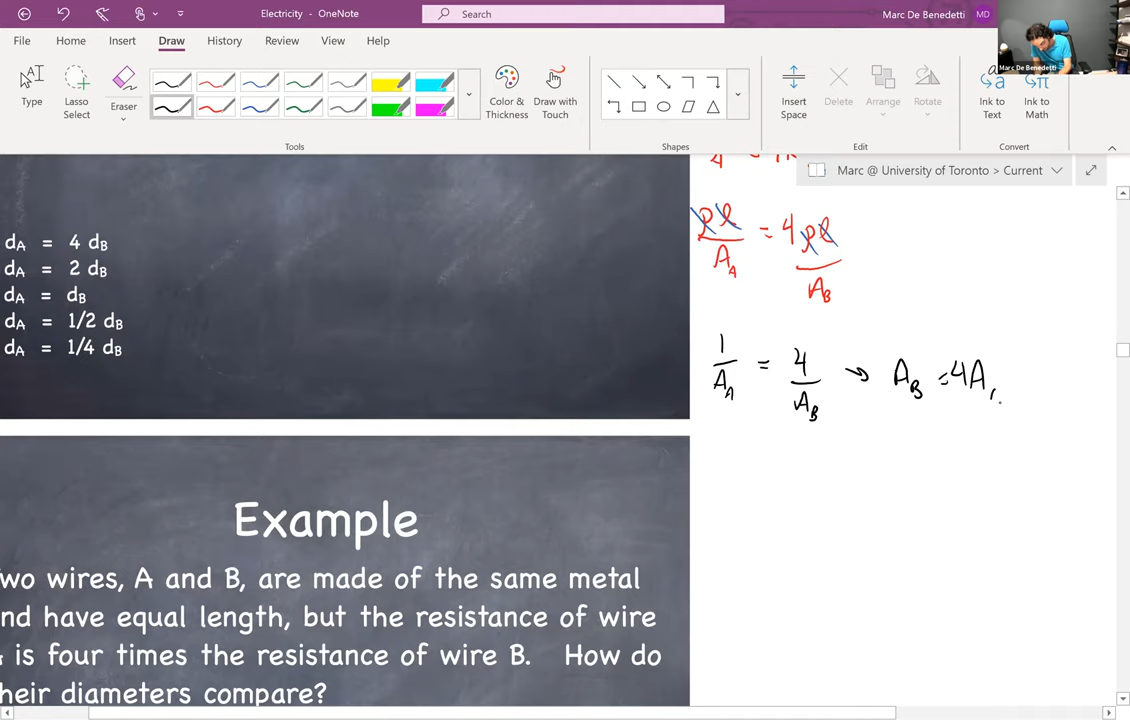 Electricity - OneNote
Search
Marc De Benedetti
MD
File
Home
Insert
Draw
History
Review
View
Help
Type
Lasso Select
Eraser
Color & Thickness
Draw with Touch
Insert Space
Delete
Arrange
Rotate
Ink to Text
Ink to Math
Marc De Benedetti
Tools
Shapes
Edit
Convert
Marc @ University of Toronto > Current
dA = 4 dB
dA = 2 dB
dA = dB
dA = 1/2 dB
dA = 1/4 dB
ρl/A_A = 4 ρl/A_B
1/A_A = 4/A_B → A_B = 4A
Example
wo wires, A and B, are made of the same metal
nd have equal length, but the resistance of wire
is four times the resistance of wire B. How do
heir diameters compare?